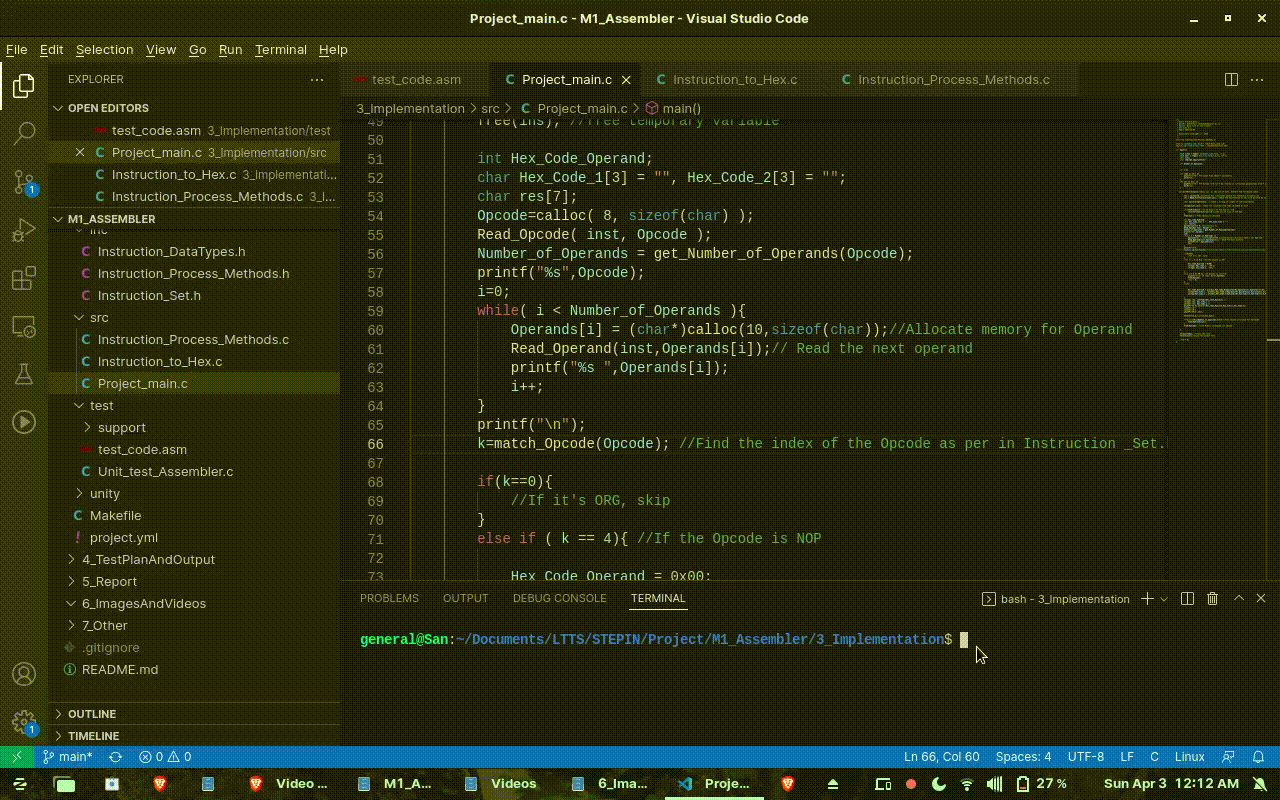 Project_main.c - M1_Assembler - Visual Studio Code
File Edit Selection View Go Run Terminal Help
EXPLORER
OPEN EDITORS
test_code.asm 3_Implementation/test
Project_main.c 3_Implementation/src
Instruction_to_Hex.c 3_Implementati...
Instruction_Process_Methods.c 3_I...
M1_ASSEMBLER
inc
Instruction_DataTypes.h
Instruction_Process_Methods.h
Instruction_Set.h
src
Instruction_Process_Methods.c
Instruction_to_Hex.c
Project_main.c
test
support
test_code.asm
Unit_test_Assembler.c
unity
Makefile
project.yml
4_TestPlanAndOutput
5_Report
6_ImagesAndVideos
7_Other
.gitignore
README.md
OUTLINE
TIMELINE
test_code.asm Project_main.c Instruction_to_Hex.c Instruction_Process_Methods.c
3_Implementation > src > Project_main.c > main()
49 free(ins); //free temporary variable
50
51 int Hex_Code_Operand;
52 char Hex_Code_1[3] = "", Hex_Code_2[3] = "";
53 char res[7];
54 Opcode=calloc( 8, sizeof(char) );
55 Read_Opcode( inst, Opcode );
56 Number_of_Operands = get_Number_of_Operands(Opcode);
57 printf("%s",Opcode);
58 i=0;
59 while( i < Number_of_Operands ){
60 Operands[i] = (char*)calloc(10,sizeof(char));//Allocate memory for Operand
61 Read_Operand(inst,Operands[i]);// Read the next operand
62 printf("%s ",Operands[i]);
63 i++;
64 }
65 printf("\n");
66 k=match_Opcode(Opcode); //Find the index of the Opcode as per in Instruction _Set.
67
68 if(k==0){
69 //If it's ORG, skip
70 }
71 else if ( k == 4){ //If the Opcode is NOP
72
73 Hex_Code_Operand = 0x00;
PROBLEMS OUTPUT DEBUG CONSOLE TERMINAL bash - 3_Implementation
general@San:~/Documents/LTTS/STEPIN/Project/M1_Assembler/3_Implementation$
1
1
main* 0 0 Ln 66, Col 60 Spaces: 4 UTF-8 LF C Linux
Video ... M1_A... Videos 6_Ima... Proje... 27 % Sun Apr 3 12:12 AM